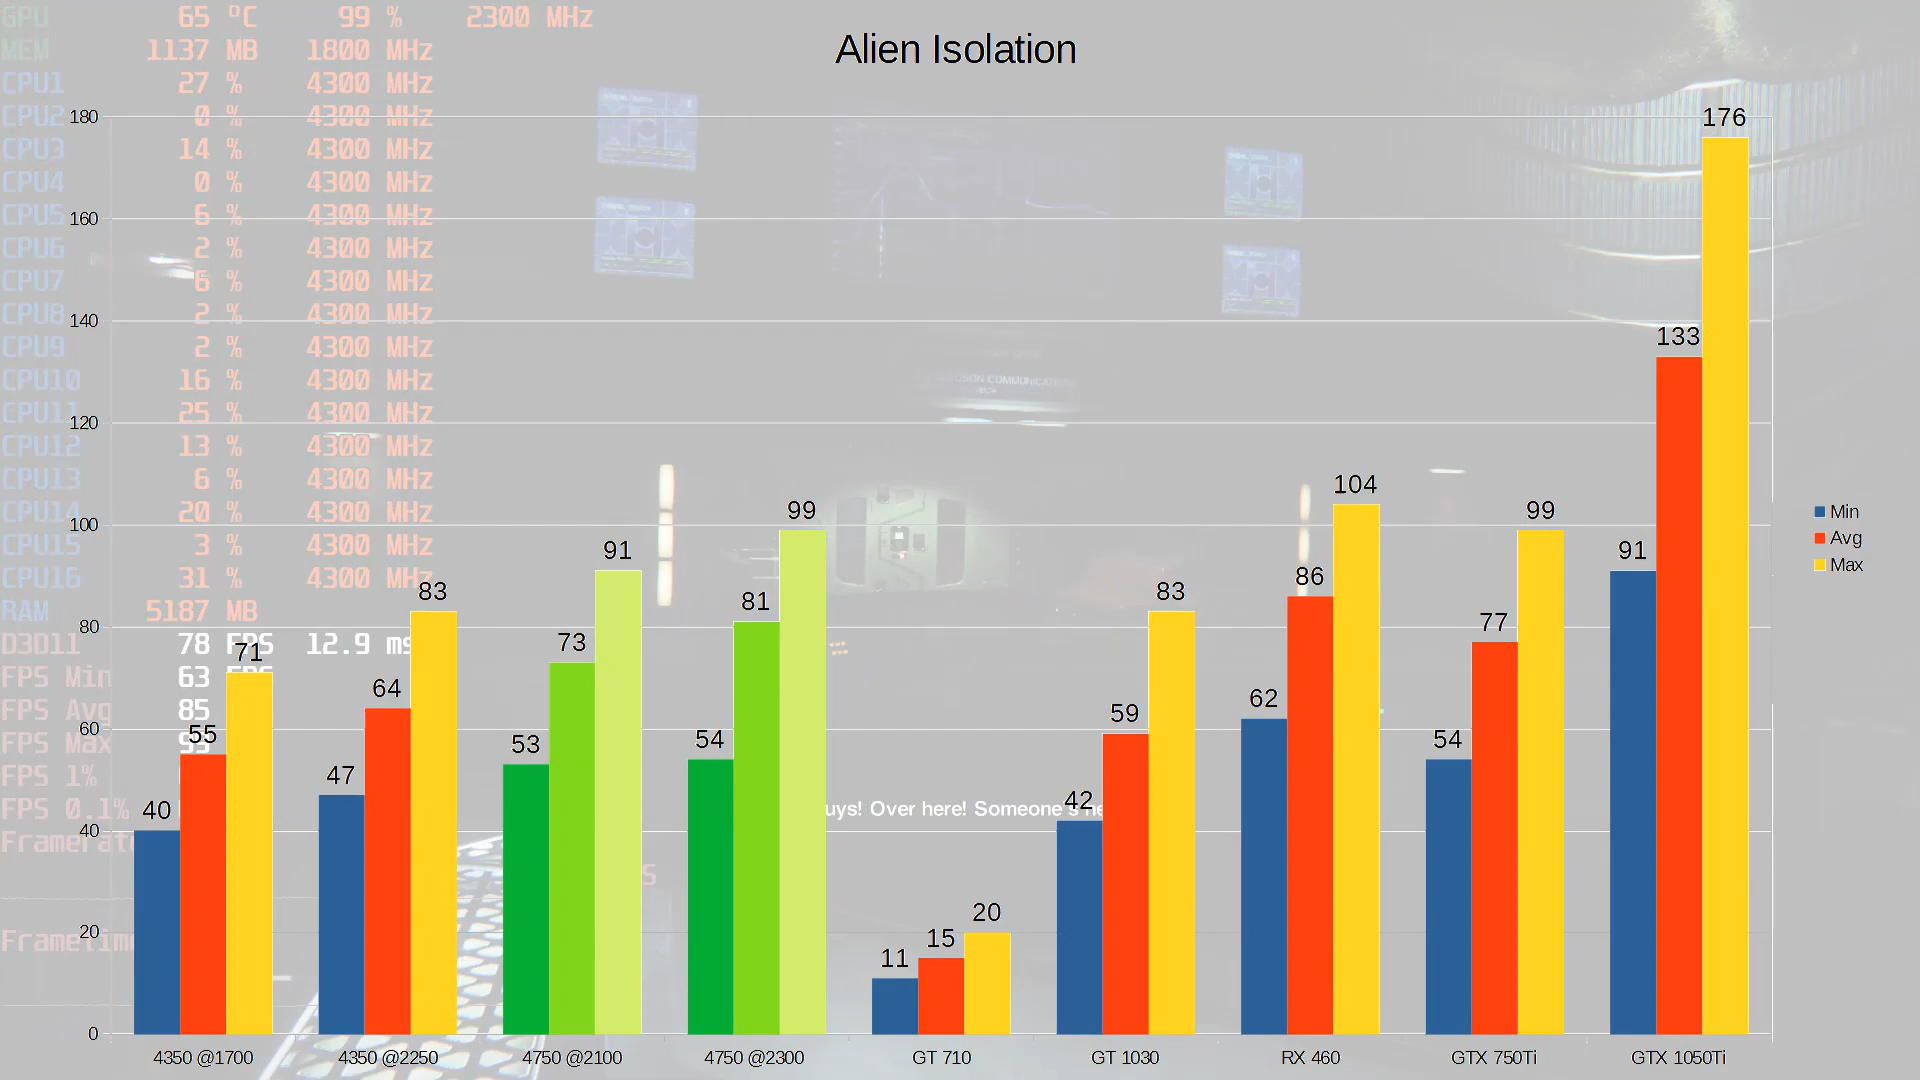 Alien Isolation
GPU 65 °C 99 % 2300 MHz
MEM 1137 MB 1800 MHz
CPU1 27 % 4300 MHz
CPU2 0 % 4300 MHz
CPU3 14 % 4300 MHz
CPU4 0 % 4300 MHz
CPU5 6 % 4300 MHz
CPU6 2 % 4300 MHz
CPU7 6 % 4300 MHz
CPU8 2 % 4300 MHz
CPU9 2 % 4300 MHz
CPU10 16 % 4300 MHz
CPU11 25 % 4300 MHz
CPU12 13 % 4300 MHz
CPU13 6 % 4300 MHz
CPU14 20 % 4300 MHz
CPU15 3 % 4300 MHz
CPU16 31 % 4300 MHz
RAM 5187 MB
D3D11 78 FPS 12.9 ms
FPS Min 63 FPS
FPS Avg 85
FPS Max
FPS 1%
FPS 0.1%
180
160
140
120
100
80
60
40
20
0
40 55 71
47 64 83
53 73 91
54 81 99
11 15 20
42 59 83
62 86 104
54 77 99
91 133 176
uys! Over here! Someone's he
4350 @1700
4350 @2250
4750 @2100
4750 @2300
GT 710
GT 1030
RX 460
GTX 750Ti
GTX 1050Ti
Min
Avg
Max